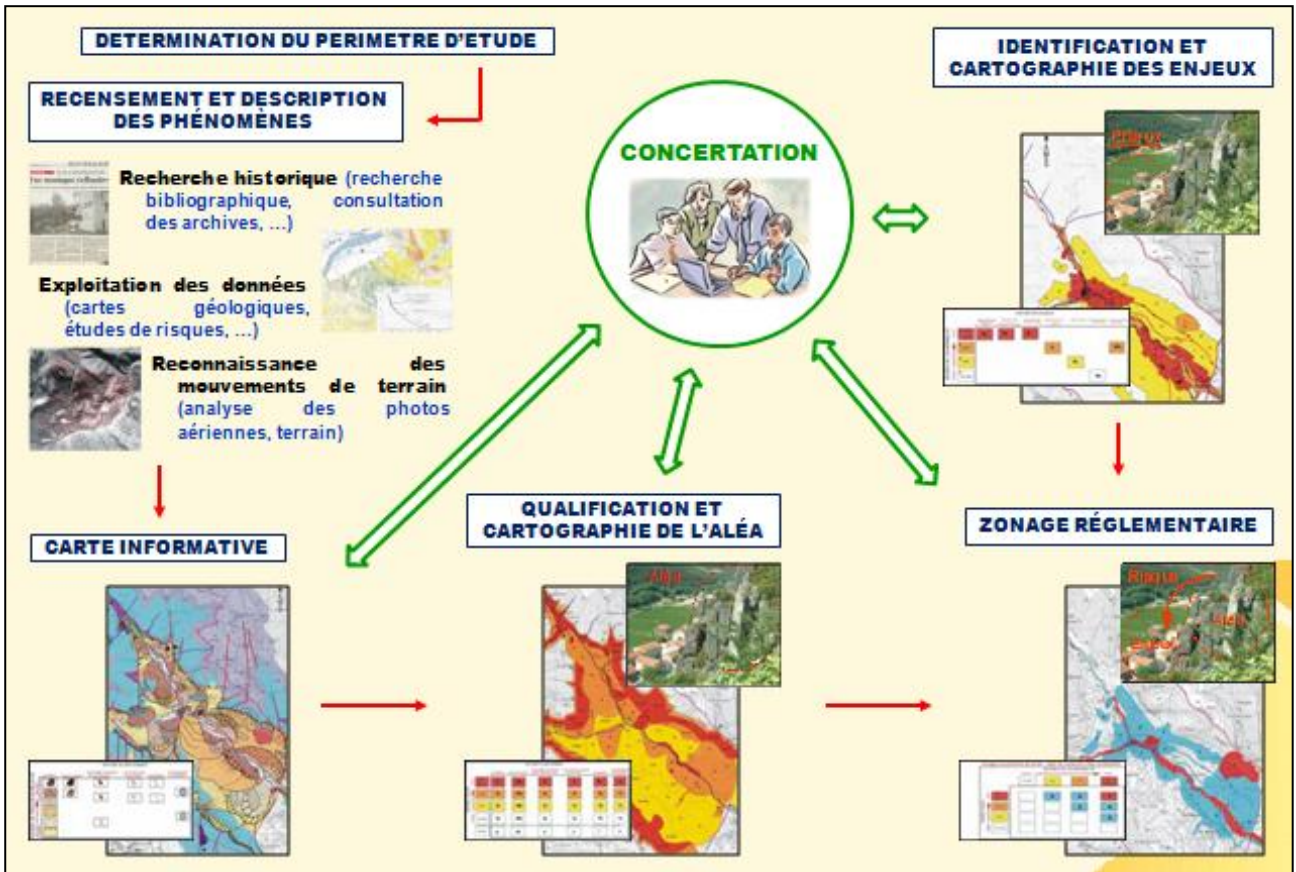 DETERMINATION DU PERIMETRE D'ETUDE
RECENSEMENT ET DESCRIPTION
DES PHÉNOMÈNES
Recherche historique (recherche
bibliographique, consultation
des archives, ...)
Exploitation des données
(cartes géologiques,
études de risques, ...)
Reconnaissance des
mouvements de terrain
(analyse des photos
aériennes, terrain)
CARTE INFORMATIVE
CONCERTATION
QUALIFICATION ET
CARTOGRAPHIE DE L'ALÉA
Aléa
IDENTIFICATION ET
CARTOGRAPHIE DES ENJEUX
ZONAGE RÉGLEMENTAIRE
Risque
Aléa
Enjeux